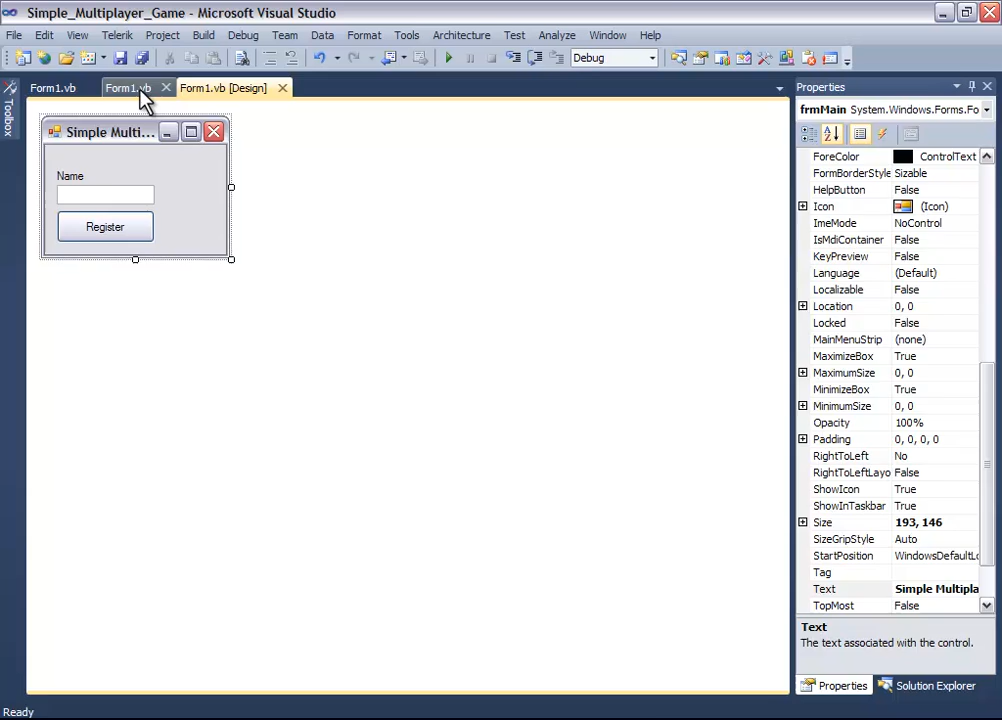 Simple_Multiplayer_Game - Microsoft Visual Studio
File Edit View Telerik Project Build Debug Team Data Format Tools Architecture Test Analyze Window Help
Debug
Form1.vb Form1.vb Form1.vb [Design]
Toolbox
Simple Multi...
Name
Register
Properties
frmMain System.Windows.Forms.Fo
ForeColor ControlText
FormBorderStyle Sizable
HelpButton False
Icon (Icon)
ImeMode NoControl
IsMdiContainer False
KeyPreview False
Language (Default)
Localizable False
Location 0, 0
Locked False
MainMenuStrip (none)
MaximizeBox True
MaximumSize 0, 0
MinimizeBox True
MinimumSize 0, 0
Opacity 100%
Padding 0, 0, 0, 0
RightToLeft No
RightToLeftLayo False
ShowIcon True
ShowInTaskbar True
Size 193, 146
SizeGripStyle Auto
StartPosition WindowsDefaultLo
Tag
Text Simple Multipla
TopMost False
Text
The text associated with the control.
Properties Solution Explorer
Ready